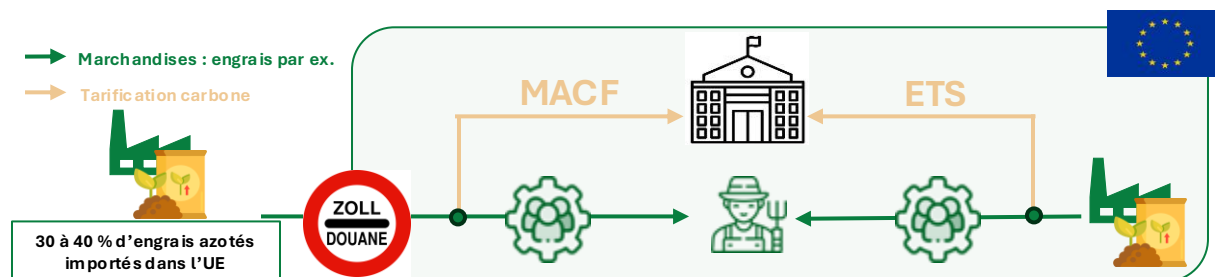 Marchandises : engrais par ex.
Tarification carbone
MACF
ETS
ZOLL
DOUANE
30 à 40 % d’engrais azotés
importés dans l’UE